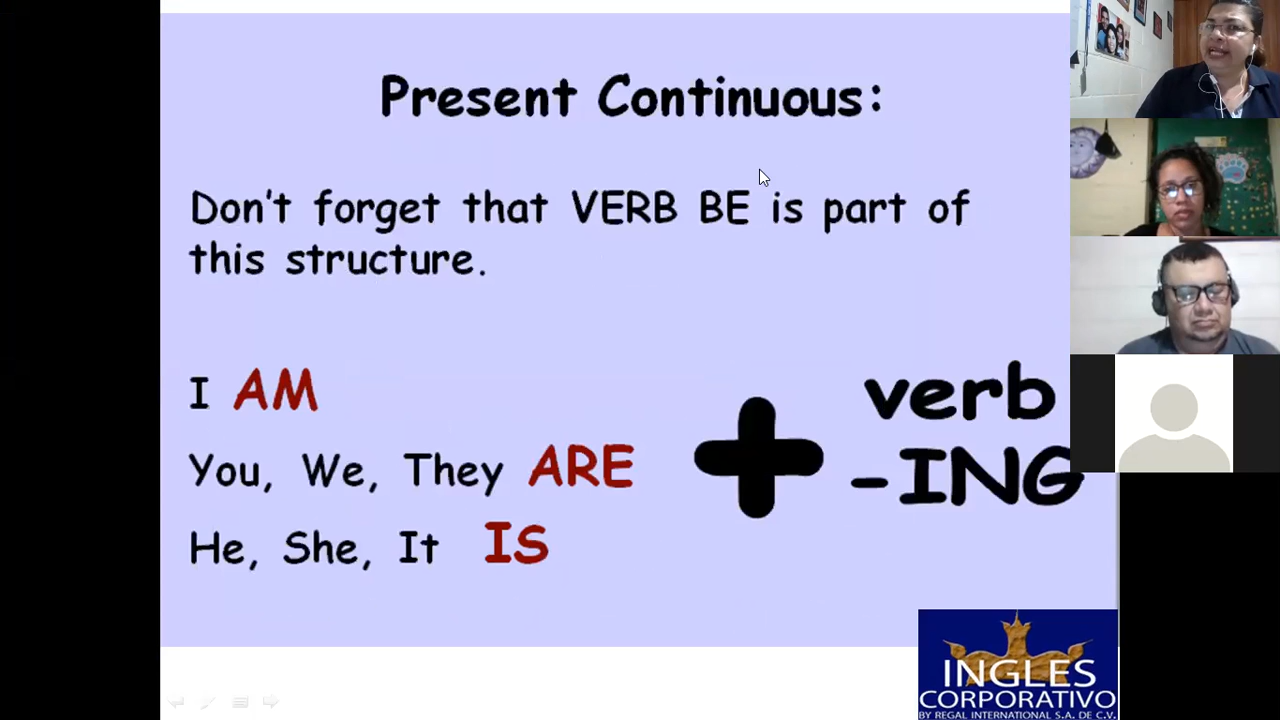 Present Continuous:
Don't forget that VERB BE is part of
this structure.
I AM
You, We, They ARE
He, She, It IS
+
verb
-ING
INGLES
CORPORATIVO
BY REGAL INTERNATIONAL S.A. DE C.V.